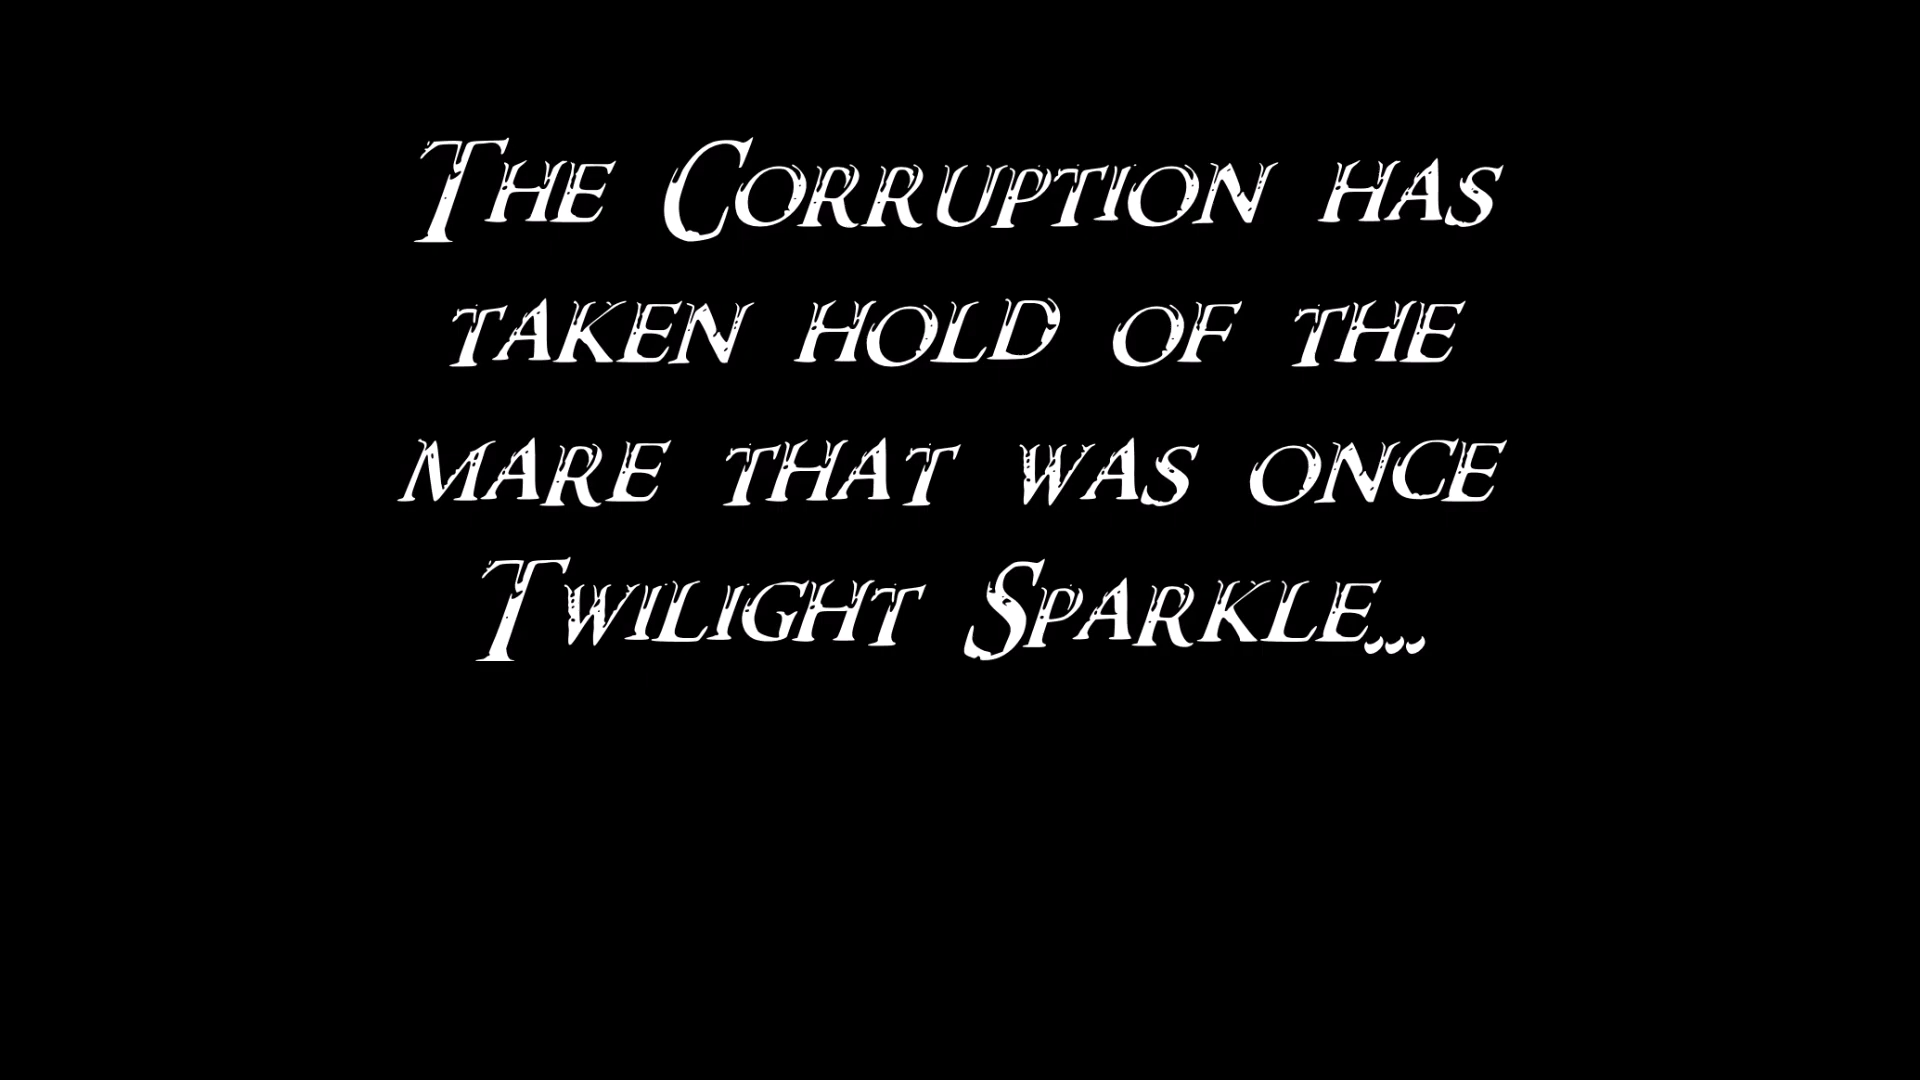 The Corruption has
taken hold of the
mare that was once
Twilight Sparkle...